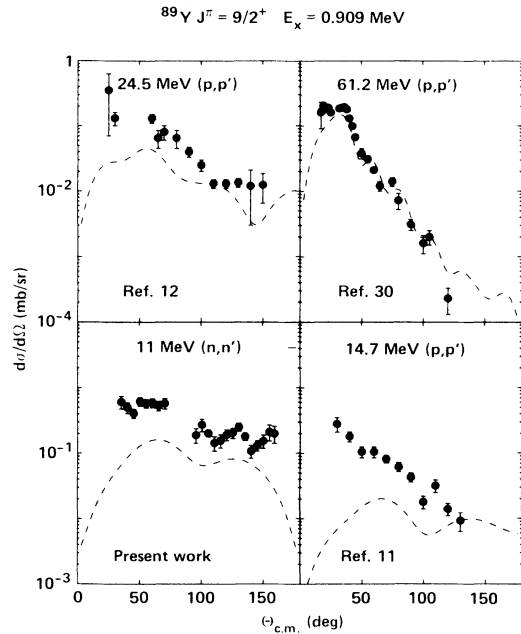 ⁸⁹Y Jπ = 9/2⁺ Eₓ = 0.909 MeV
1
24.5 MeV (p,p′)
61.2 MeV (p,p′)
10⁻²
Ref. 12
Ref. 30
10⁻⁴
dσ/dΩ (mb/sr)
11 MeV (n,n′)
14.7 MeV (p,p′)
10⁻¹
Present work
Ref. 11
10⁻³
0 50 100 150 0 50 100 150
(-)c.m. (deg)